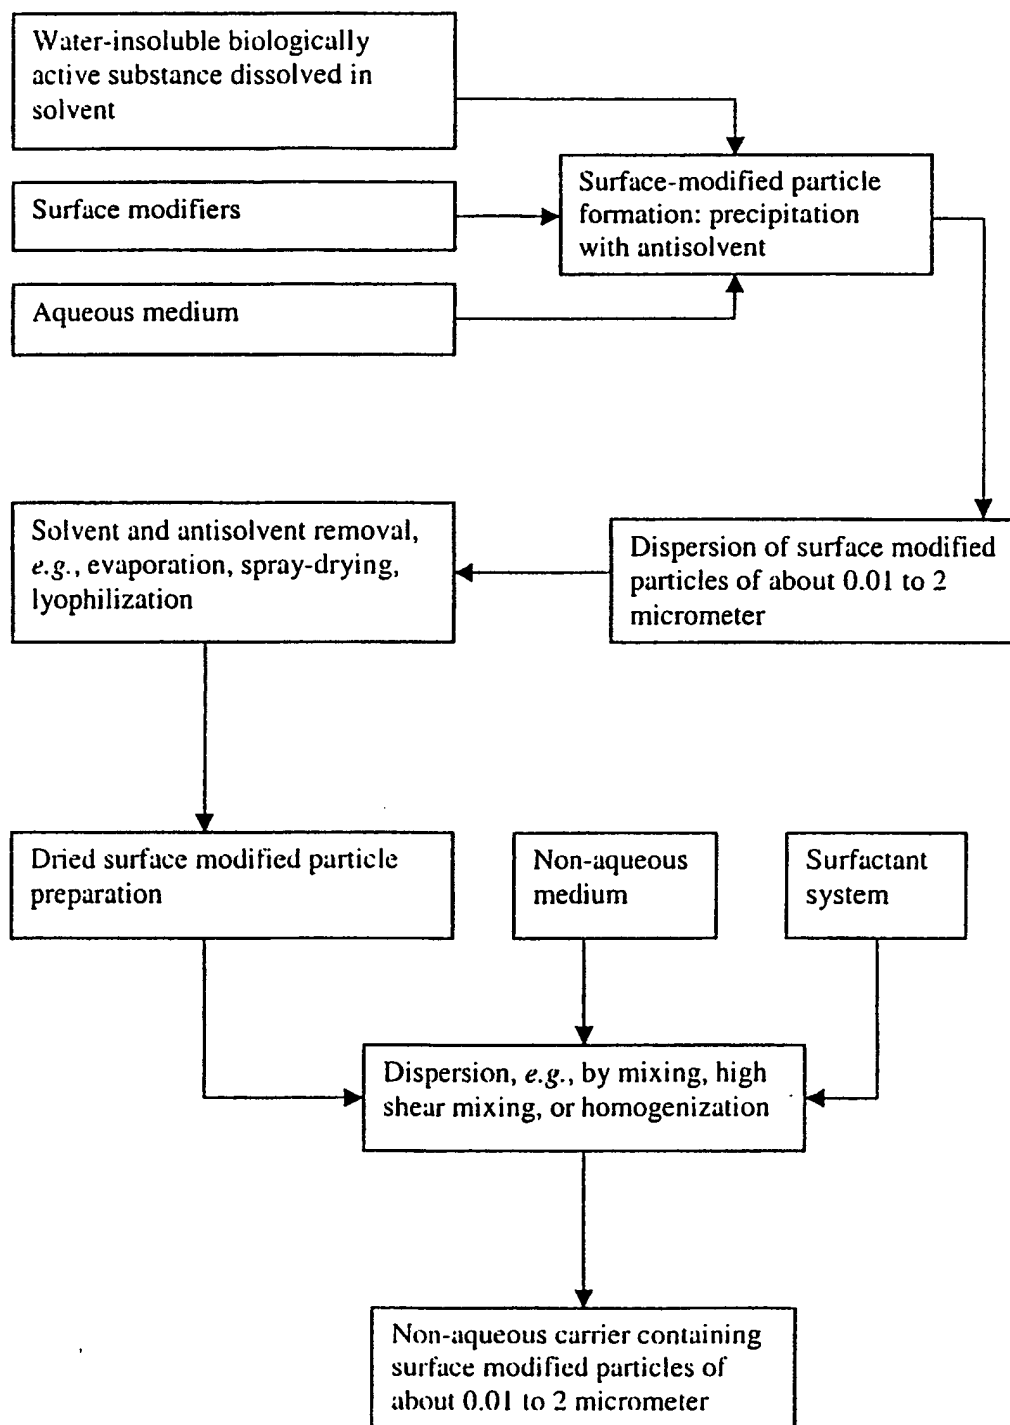 Water-insoluble biologically
active substance dissolved in
solvent
Surface modifiers
Aqueous medium
Surface-modified particle
formation: precipitation
with antisolvent
Solvent and antisolvent removal,
e.g., evaporation, spray-drying,
lyophilization
Dispersion of surface modified
particles of about 0.01 to 2
micrometer
Dried surface modified particle
preparation
Non-aqueous
medium
Surfactant
system
Dispersion, e.g., by mixing, high
shear mixing, or homogenization
Non-aqueous carrier containing
surface modified particles of
about 0.01 to 2 micrometer